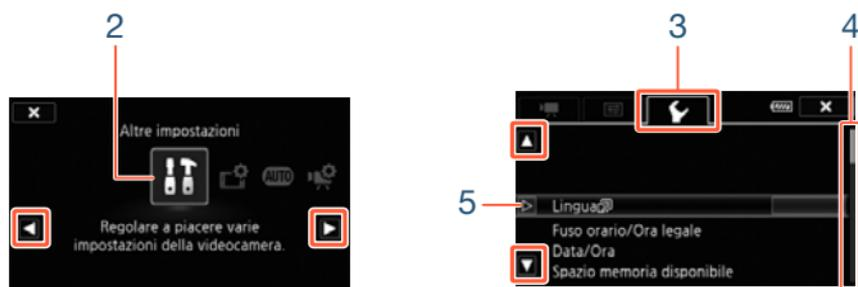 2
3
4
Altre impostazioni
AUTO
Regolare a piacere varie
impostazioni della videocamera.
5
Lingua
Fuso orario/Ora legale
Data/Ora
Spazio memoria disponibile